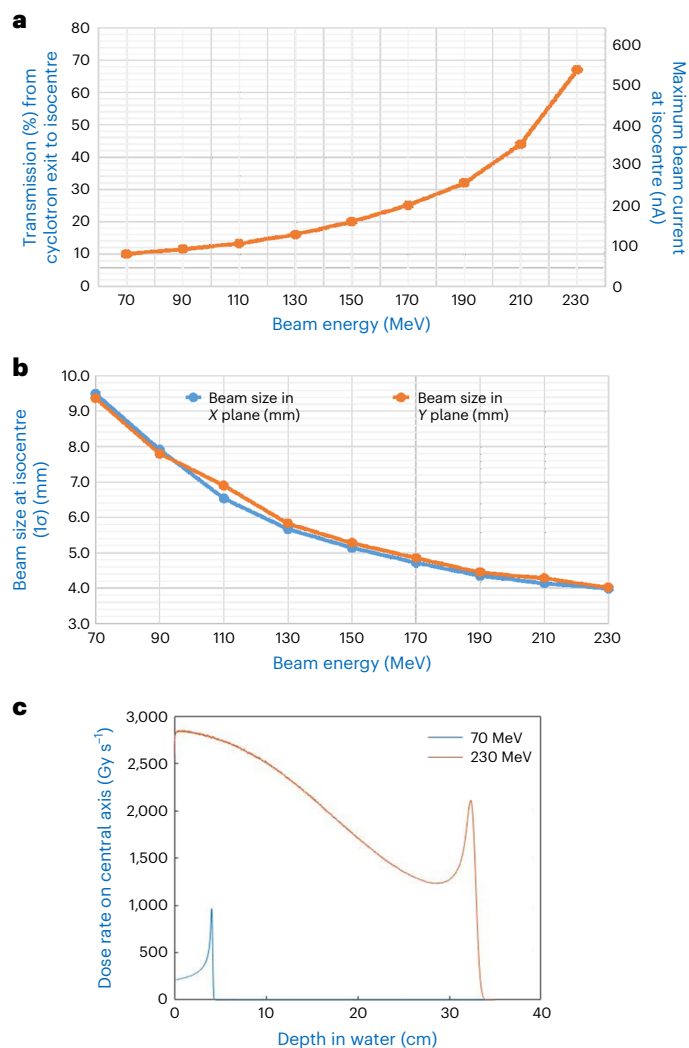 a
Transmission (%) from
cyclotron exit to isocentre
80
70
60
50
40
30
20
10
0
600
500
400
300
200
100
0
Maximum beam current
at isocentre (nA)
70 90 110 130 150 170 190 210 230
Beam energy (MeV)
b
Beam size at isocentre
(1σ) (mm)
10.0
9.0
8.0
7.0
6.0
5.0
4.0
3.0
Beam size in
X plane (mm)
Beam size in
Y plane (mm)
70 90 110 130 150 170 190 210 230
Beam energy (MeV)
c
Dose rate on central axis (Gy s⁻¹)
3,000
2,500
2,000
1,500
1,000
500
0
70 MeV
230 MeV
0 10 20 30 40
Depth in water (cm)